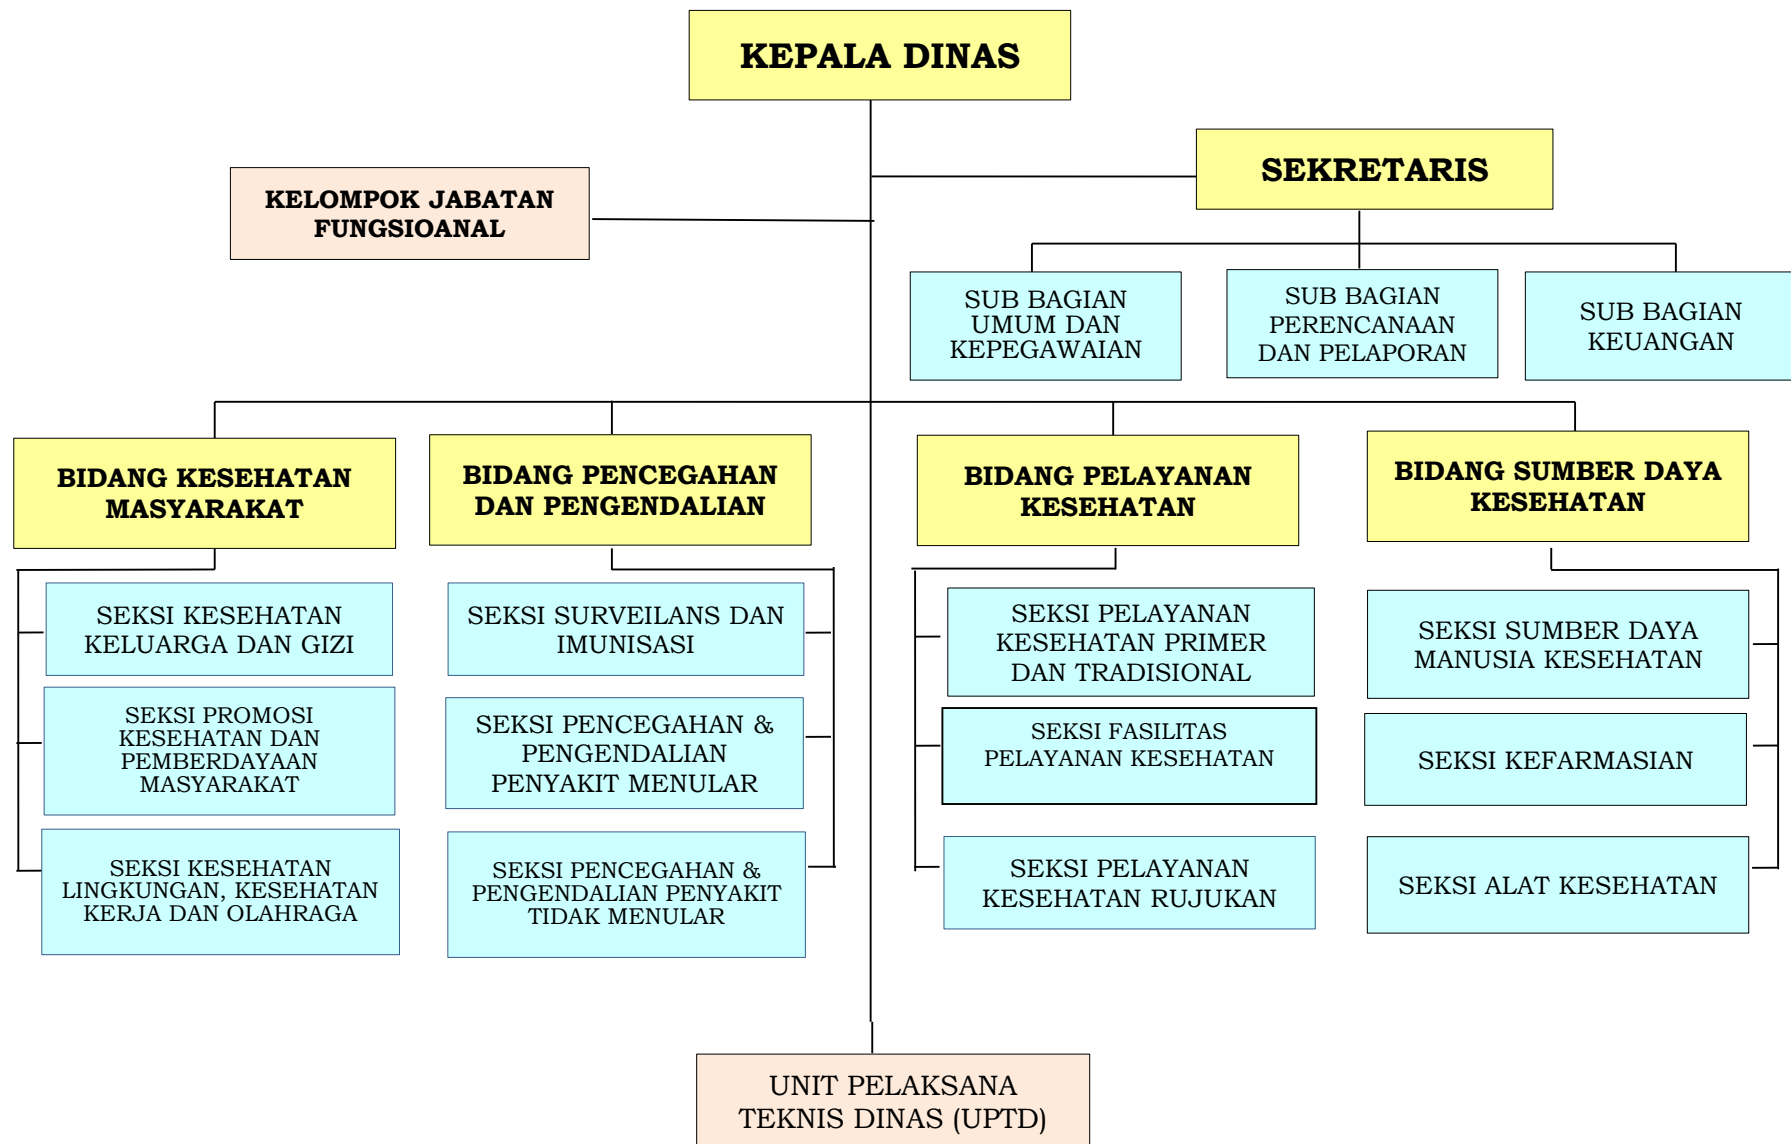 KEPALA DINAS
SEKRETARIS
KELOMPOK JABATAN
FUNGSIOANAL
SUB BAGIAN
UMUM DAN
KEPEGAWAIAN
SUB BAGIAN
PERENCANAAN
DAN PELAPORAN
SUB BAGIAN
KEUANGAN
BIDANG KESEHATAN
MASYARAKAT
BIDANG PENCEGAHAN
DAN PENGENDALIAN
BIDANG PELAYANAN
KESEHATAN
BIDANG SUMBER DAYA
KESEHATAN
SEKSI KESEHATAN
KELUARGA DAN GIZI
SEKSI PROMOSI
KESEHATAN DAN
PEMBERDAYAAN
MASYARAKAT
SEKSI KESEHATAN
LINGKUNGAN, KESEHATAN
KERJA DAN OLAHRAGA
SEKSI SURVEILANS DAN
IMUNISASI
SEKSI PENCEGAHAN &
PENGENDALIAN
PENYAKIT MENULAR
SEKSI PENCEGAHAN &
PENGENDALIAN PENYAKIT
TIDAK MENULAR
SEKSI PELAYANAN
KESEHATAN PRIMER
DAN TRADISIONAL
SEKSI FASILITAS
PELAYANAN KESEHATAN
SEKSI PELAYANAN
KESEHATAN RUJUKAN
SEKSI SUMBER DAYA
MANUSIA KESEHATAN
SEKSI KEFARMASIAN
SEKSI ALAT KESEHATAN
UNIT PELAKSANA
TEKNIS DINAS (UPTD)